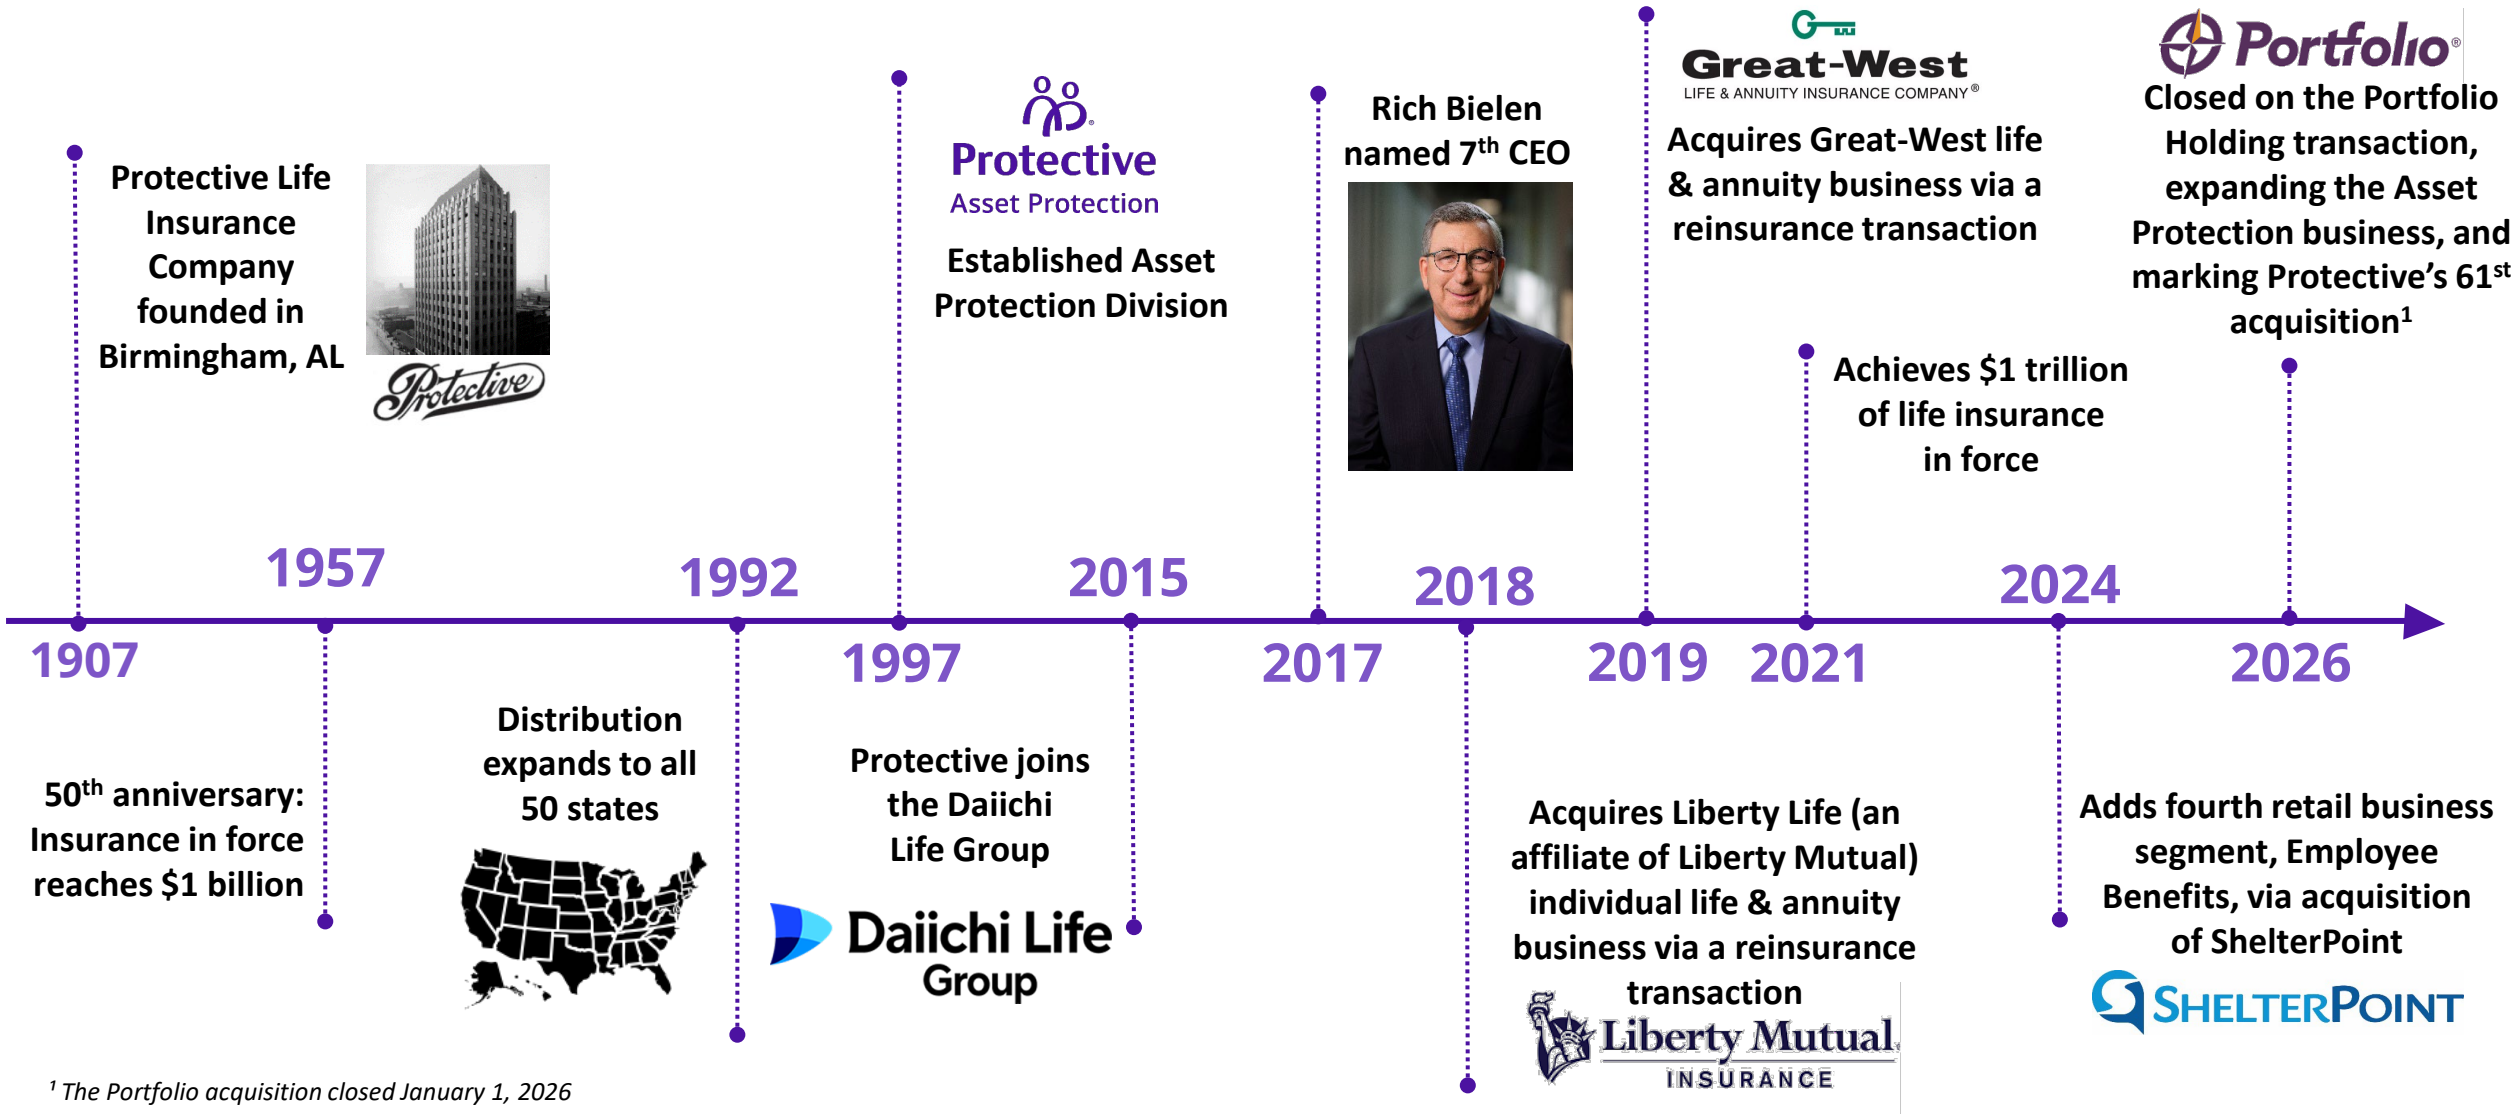 Protective Life
Insurance
Company
founded in
Birmingham, AL
Protective
1907
1957
50th anniversary:
Insurance in force
reaches $1 billion
1992
Distribution
expands to all
50 states
Protective®
Asset Protection
Established Asset
Protection Division
1997
2015
Protective joins
the Daiichi
Life Group
Daiichi Life
Group
Rich Bielen
named 7th CEO
2017
2018
Acquires Liberty Life (an
affiliate of Liberty Mutual)
individual life & annuity
business via a reinsurance
transaction
Liberty Mutual
INSURANCE
Great-West
LIFE & ANNUITY INSURANCE COMPANY®
Acquires Great-West life
& annuity business via a
reinsurance transaction
2019
Achieves $1 trillion
of life insurance
in force
2021
2024
Adds fourth retail business
segment, Employee
Benefits, via acquisition
of ShelterPoint
SHELTERPOINT
Portfolio®
Closed on the Portfolio
Holding transaction,
expanding the Asset
Protection business, and
marking Protective’s 61st
acquisition¹
2026
¹ The Portfolio acquisition closed January 1, 2026